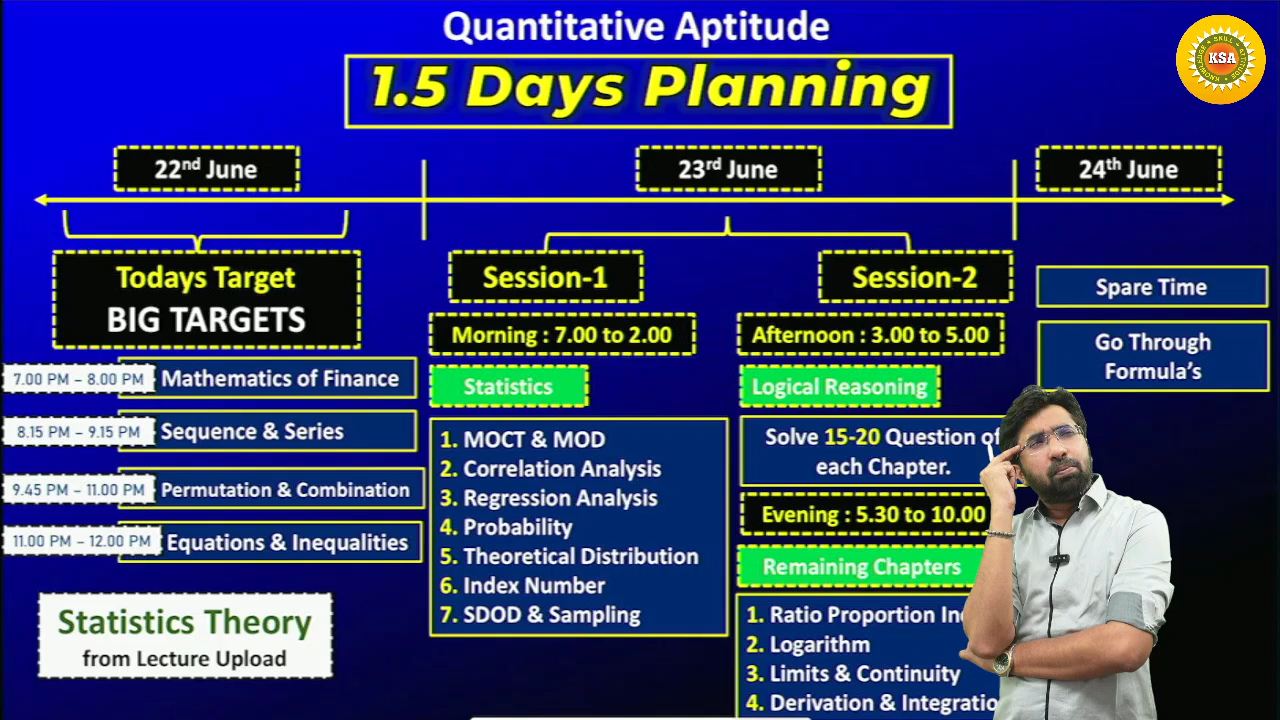 Quantitative Aptitude
1.5 Days Planning
KSA
KNOWLEDGE • SKILL • ATTITUDE
22nd June
23rd June
24th June
Todays Target
BIG TARGETS
7.00 PM – 8.00 PM Mathematics of Finance
8.15 PM – 9.15 PM Sequence & Series
9.45 PM – 11.00 PM Permutation & Combination
11.00 PM – 12.00 PM Equations & Inequalities
Statistics Theory
from Lecture Upload
Session-1
Morning : 7.00 to 2.00
Statistics
1. MOCT & MOD
2. Correlation Analysis
3. Regression Analysis
4. Probability
5. Theoretical Distribution
6. Index Number
7. SDOD & Sampling
Session-2
Afternoon : 3.00 to 5.00
Logical Reasoning
Solve 15-20 Question of
each Chapter.
Evening : 5.30 to 10.00
Remaining Chapters
1. Ratio Proportion
2. Logarithm
3. Limits & Continuity
4. Derivation &
Spare Time
Go Through
Formula's